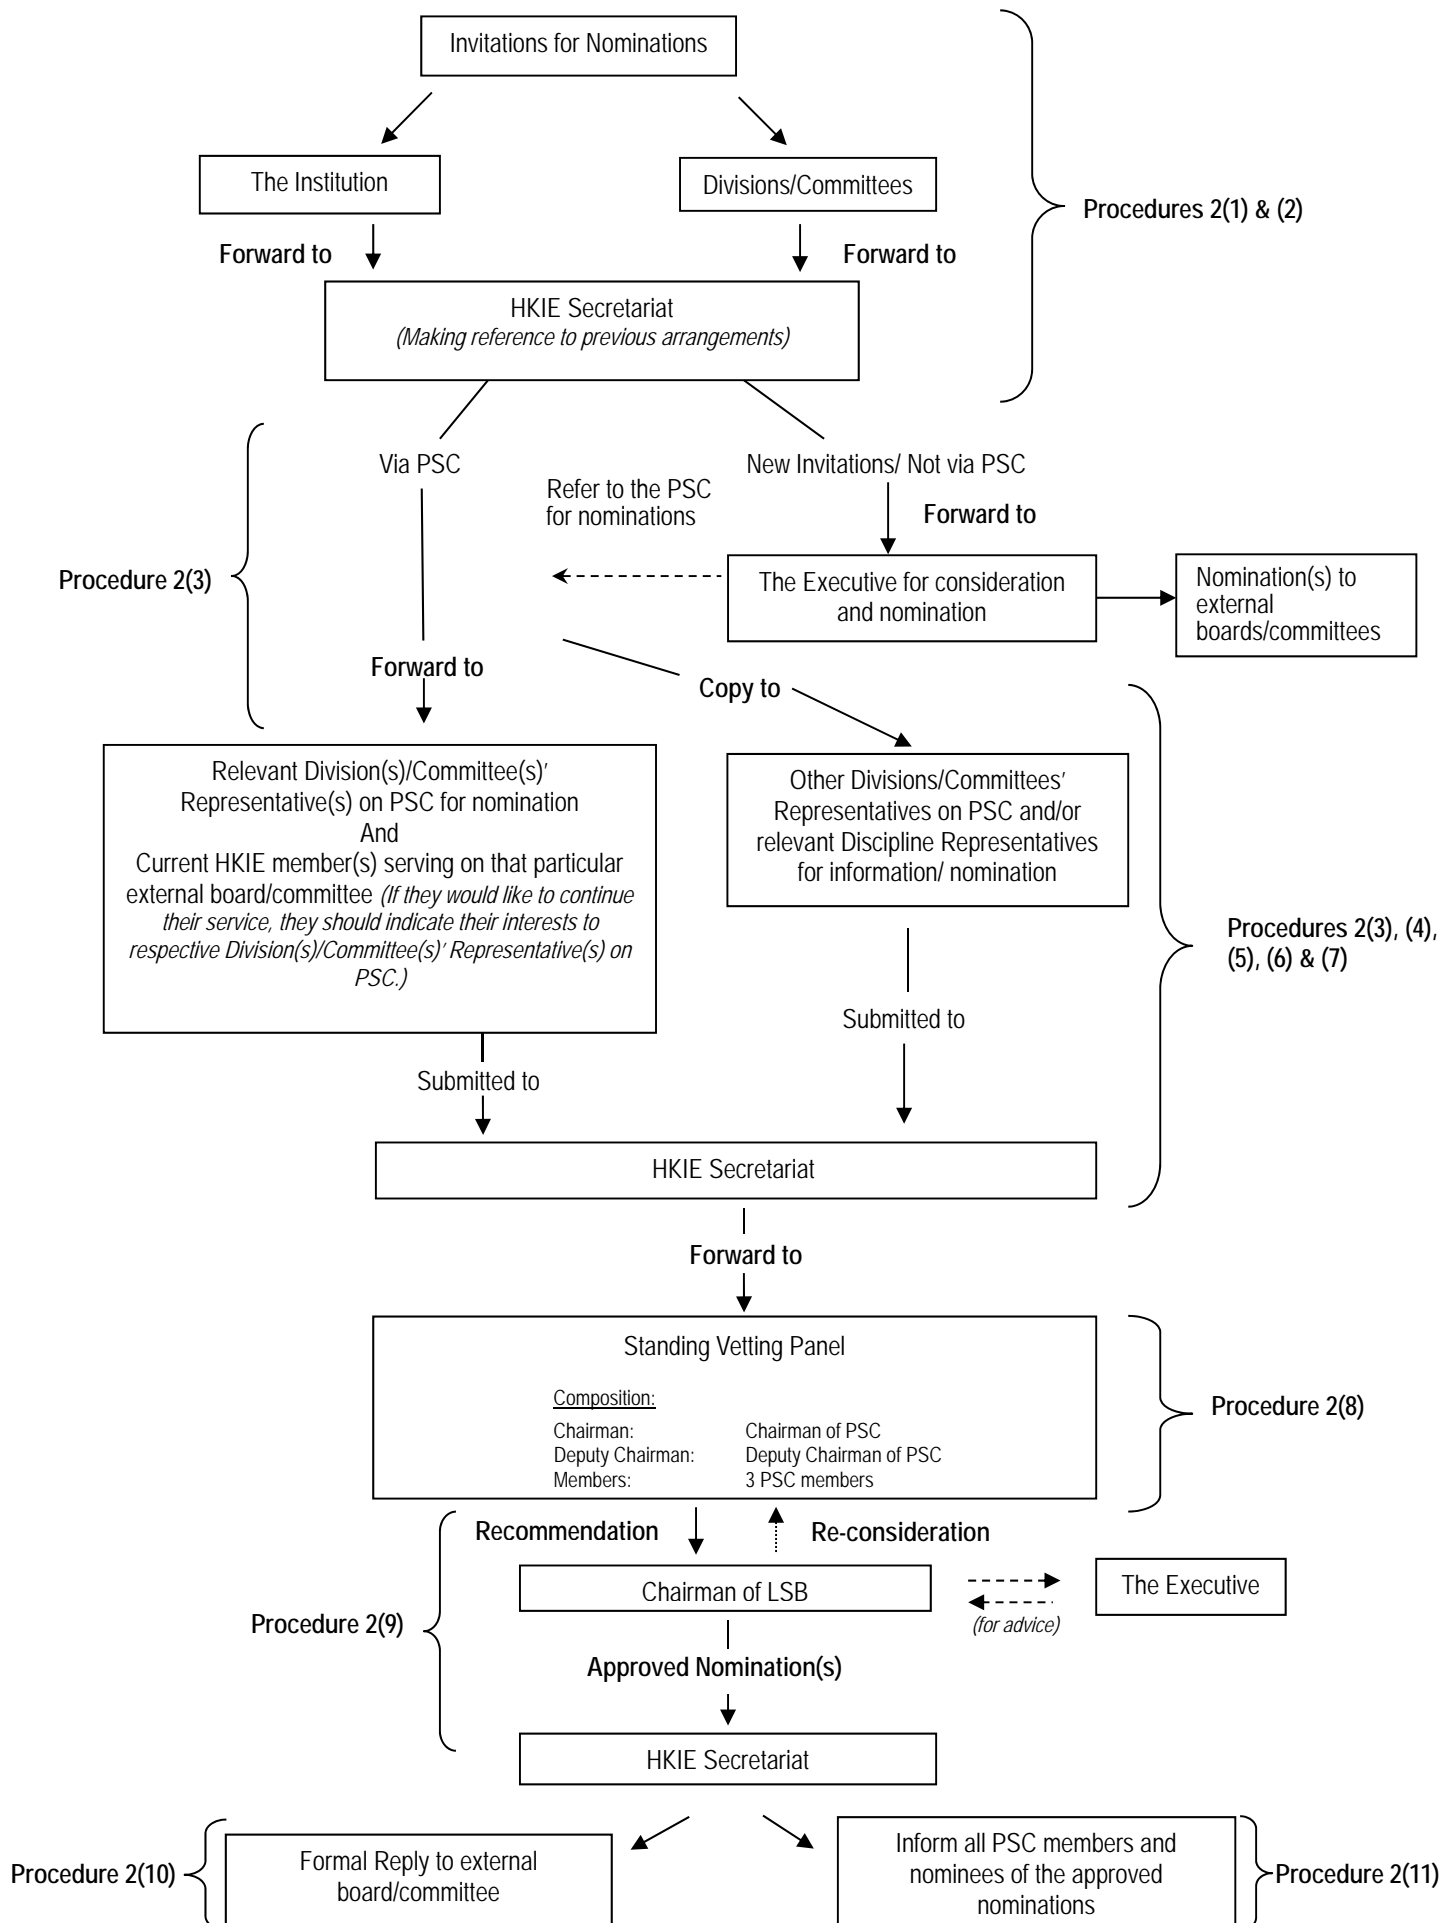 Invitations for Nominations
The Institution
Divisions/Committees
Procedures 2(1) & (2)
Forward to
Forward to
HKIE Secretariat
(Making reference to previous arrangements)
Via PSC
New Invitations/ Not via PSC
Refer to the PSC
for nominations
Forward to
Procedure 2(3)
The Executive for consideration
and nomination
Nomination(s) to
external
boards/committees
Forward to
Copy to
Relevant Division(s)/Committee(s)’
Representative(s) on PSC for nomination
And
Current HKIE member(s) serving on that particular
external board/committee (If they would like to continue
their service, they should indicate their interests to
respective Division(s)/Committee(s)’ Representative(s) on
PSC.)
Other Divisions/Committees’
Representatives on PSC and/or
relevant Discipline Representatives
for information/ nomination
Procedures 2(3), (4),
(5), (6) & (7)
Submitted to
Submitted to
HKIE Secretariat
Forward to
Standing Vetting Panel
Composition:
Chairman: Chairman of PSC
Deputy Chairman: Deputy Chairman of PSC
Members: 3 PSC members
Procedure 2(8)
Recommendation
Re-consideration
Chairman of LSB
The Executive
(for advice)
Procedure 2(9)
Approved Nomination(s)
HKIE Secretariat
Procedure 2(10)
Formal Reply to external
board/committee
Inform all PSC members and
nominees of the approved
nominations
Procedure 2(11)